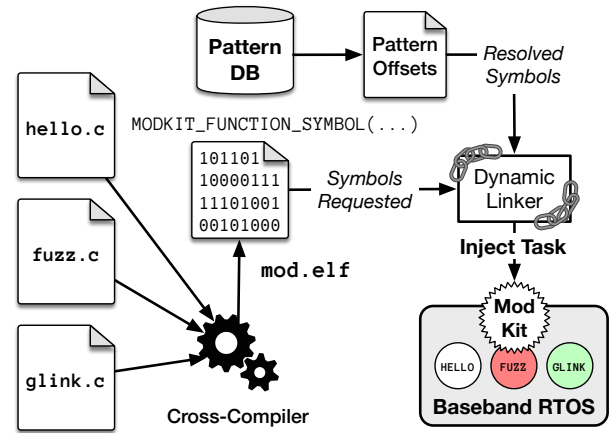 Pattern
DB
Pattern
Offsets
Resolved
Symbols
hello.c
MODKIT_FUNCTION_SYMBOL(...)
101101
10000111
11101001
00101000
Symbols
Requested
Dynamic
Linker
Inject Task
fuzz.c
mod.elf
Mod
Kit
HELLO
FUZZ
GLINK
Baseband RTOS
glink.c
Cross-Compiler